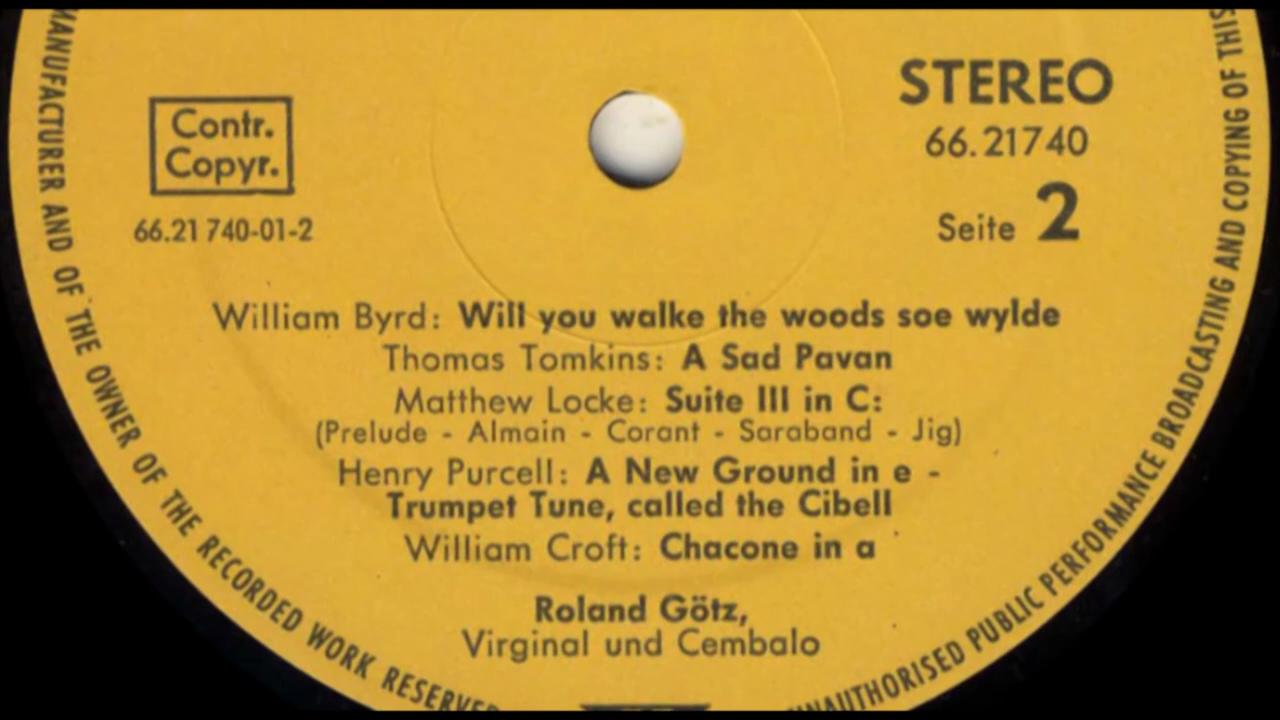 MANUFACTURER AND OF THE OWNER OF THE RECORDED WORK RESERVED
UNAUTHORISED PUBLIC PERFORMANCE BROADCASTING AND COPYING OF THIS
Contr.
Copyr.
66.21 740-01-2
STEREO
66.21740
Seite 2
William Byrd: Will you walke the woods soe wylde
Thomas Tomkins: A Sad Pavan
Matthew Locke: Suite III in C:
(Prelude - Almain - Corant - Saraband - Jig)
Henry Purcell: A New Ground in e -
Trumpet Tune, called the Cibell
William Croft: Chacone in a
Roland Götz,
Virginal und Cembalo